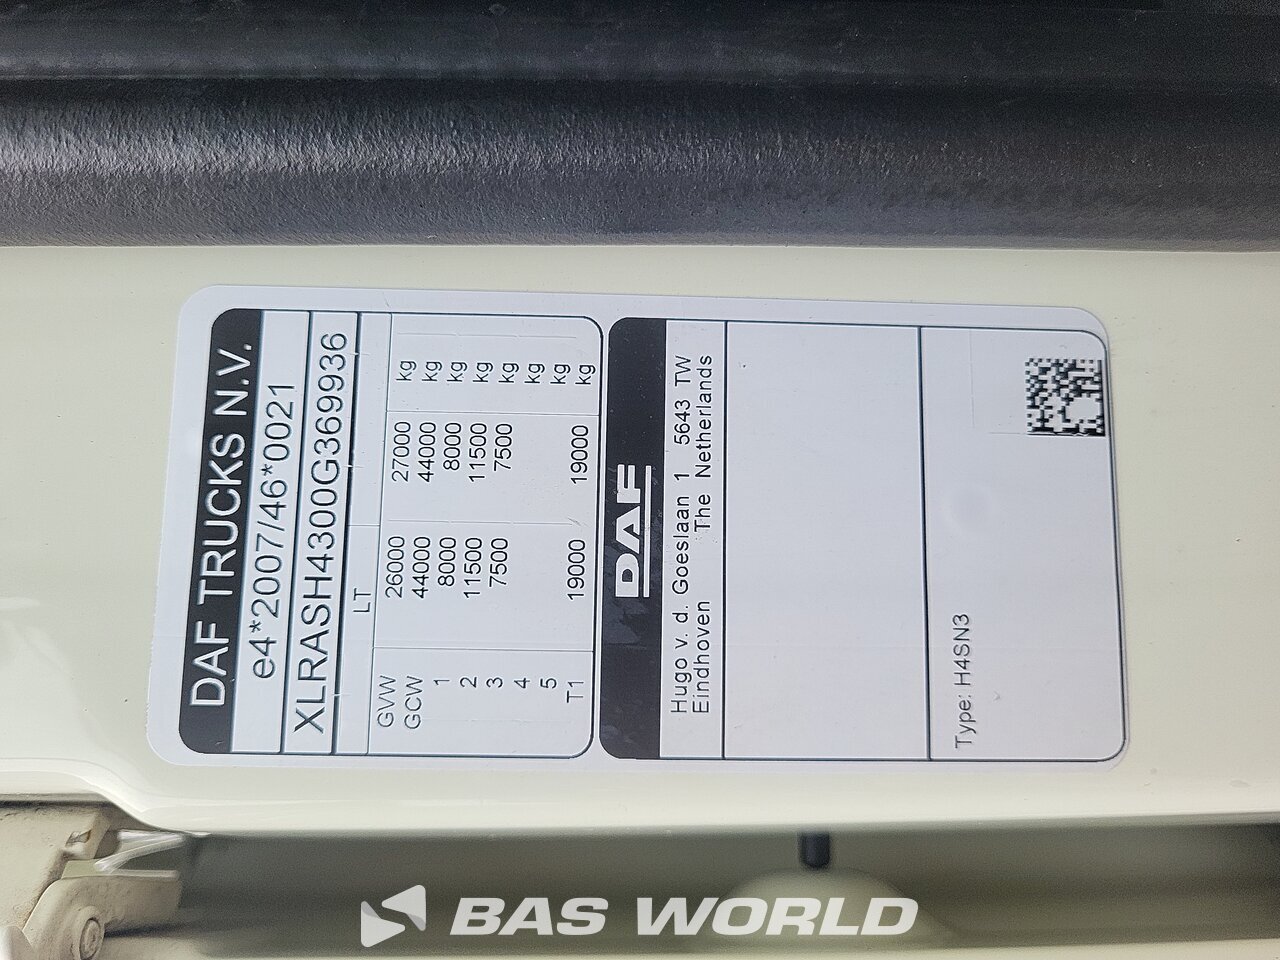 DAF TRUCKS N.V.
e4*2007/46*0021
XLRASH4300G369936
LT
GVW 26000 27000 kg
GCW 44000 44000 kg
1 8000 8000 kg
2 11500 11500 kg
3 7500 7500 kg
4 kg
5 kg
T1 19000 19000 kg
DAF
Hugo v. d. Goeslaan 1 5643 TW
Eindhoven The Netherlands
Type: H4SN3
BAS WORLD